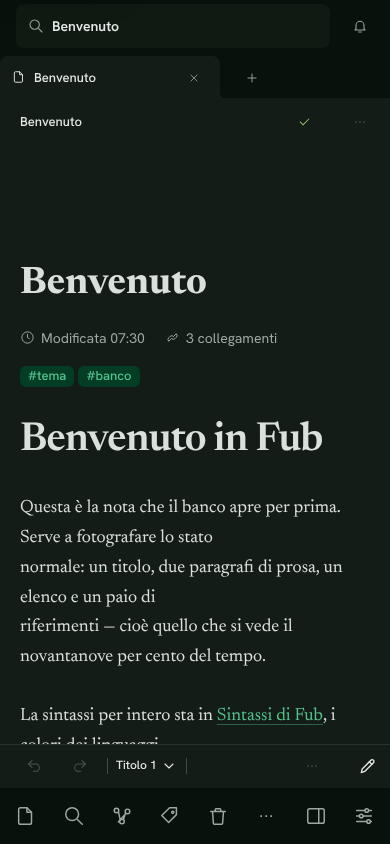 Benvenuto
Benvenuto
Benvenuto
Benvenuto
Modificata 07:30 3 collegamenti
#tema #banco
Benvenuto in Fub
Questa è la nota che il banco apre per prima.
Serve a fotografare lo stato
normale: un titolo, due paragrafi di prosa, un
elenco e un paio di
riferimenti — cioè quello che si vede il
novantanove per cento del tempo.
La sintassi per intero sta in Sintassi di Fub, i
colori dei linguaggi
Titolo 1